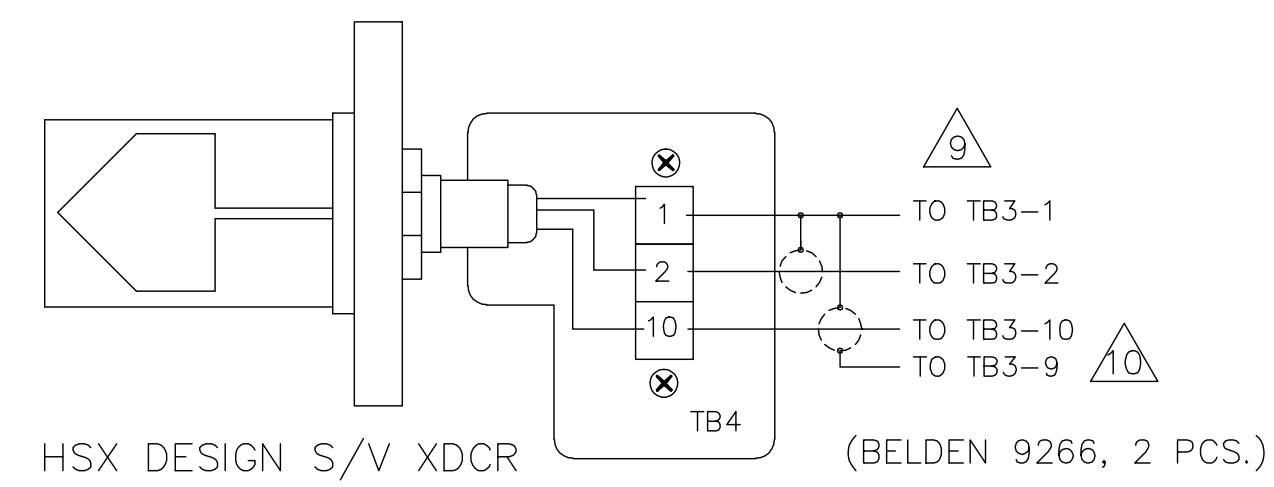 9
1
TO TB3-1
2
TO TB3-2
10
TO TB3-10
TO TB3-9
10
TB4
HSX DESIGN S/V XDCR
(BELDEN 9266, 2 PCS.)